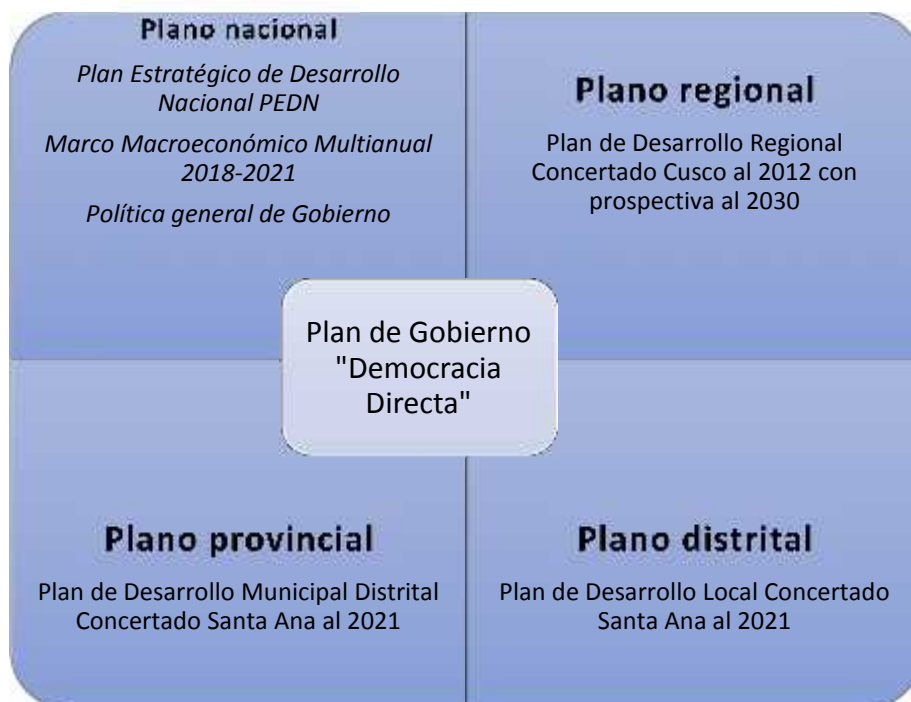 Plano nacional
Plan Estratégico de Desarrollo
Nacional PEDN
Marco Macroeconómico Multianual
2018-2021
Política general de Gobierno
Plano regional
Plan de Desarrollo Regional
Concertado Cusco al 2012 con
prospectiva al 2030
Plan de Gobierno
"Democracia
Directa"
Plano provincial
Plan de Desarrollo Municipal Distrital
Concertado Santa Ana al 2021
Plano distrital
Plan de Desarrollo Local Concertado
Santa Ana al 2021